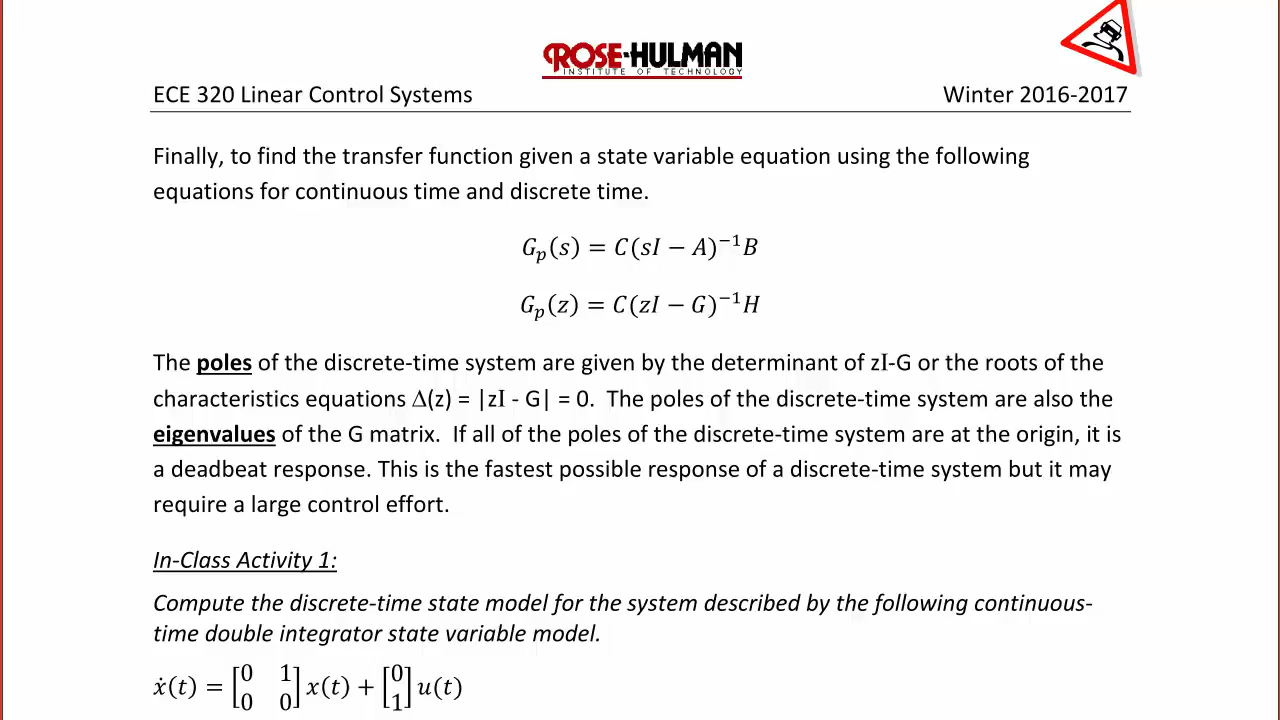 ROSE-HULMAN
INSTITUTE OF TECHNOLOGY
ECE 320 Linear Control Systems Winter 2016-2017
Finally, to find the transfer function given a state variable equation using the following
equations for continuous time and discrete time.
𝐺ₚ(𝑠) = 𝐶(𝑠𝐼 − 𝐴)⁻¹𝐵
𝐺ₚ(𝑧) = 𝐶(𝑧𝐼 − 𝐺)⁻¹𝐻
The poles of the discrete-time system are given by the determinant of zI-G or the roots of the
characteristics equations Δ(z) = |zI - G| = 0. The poles of the discrete-time system are also the
eigenvalues of the G matrix. If all of the poles of the discrete-time system are at the origin, it is
a deadbeat response. This is the fastest possible response of a discrete-time system but it may
require a large control effort.
In-Class Activity 1:
Compute the discrete-time state model for the system described by the following continuous-
time double integrator state variable model.
ẋ(𝑡) = [0 1; 0 0] 𝑥(𝑡) + [0; 1] 𝑢(𝑡)